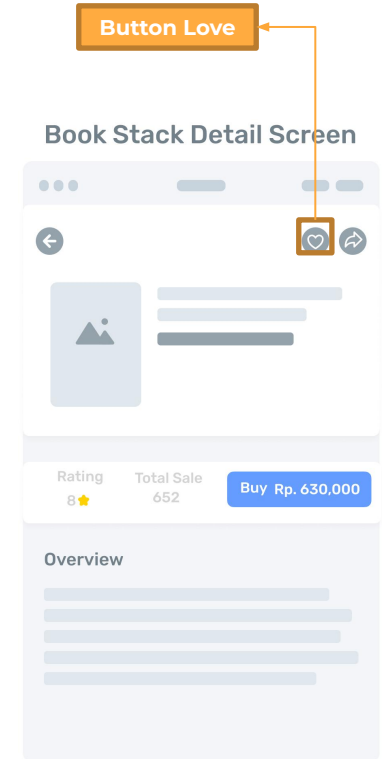 Button Love
Book Stack Detail Screen
Rating
8
Total Sale
652
Buy Rp. 630,000
Overview